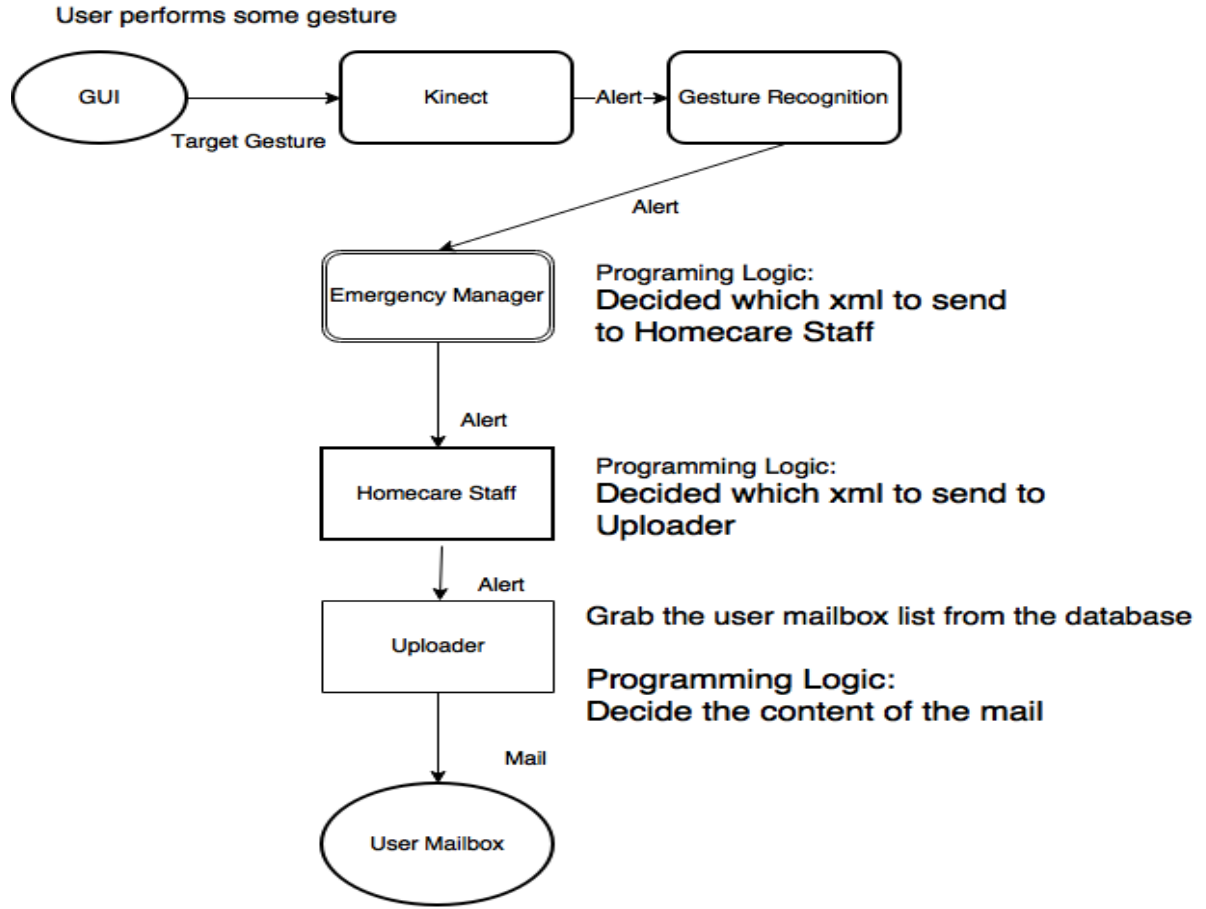 User performs some gesture
GUI
Target Gesture
Kinect
Alert
Gesture Recognition
Alert
Emergency Manager
Programing Logic:
Decided which xml to send
to Homecare Staff
Alert
Homecare Staff
Programming Logic:
Decided which xml to send to
Uploader
Alert
Uploader
Grab the user mailbox list from the database
Programming Logic:
Decide the content of the mail
Mail
User Mailbox